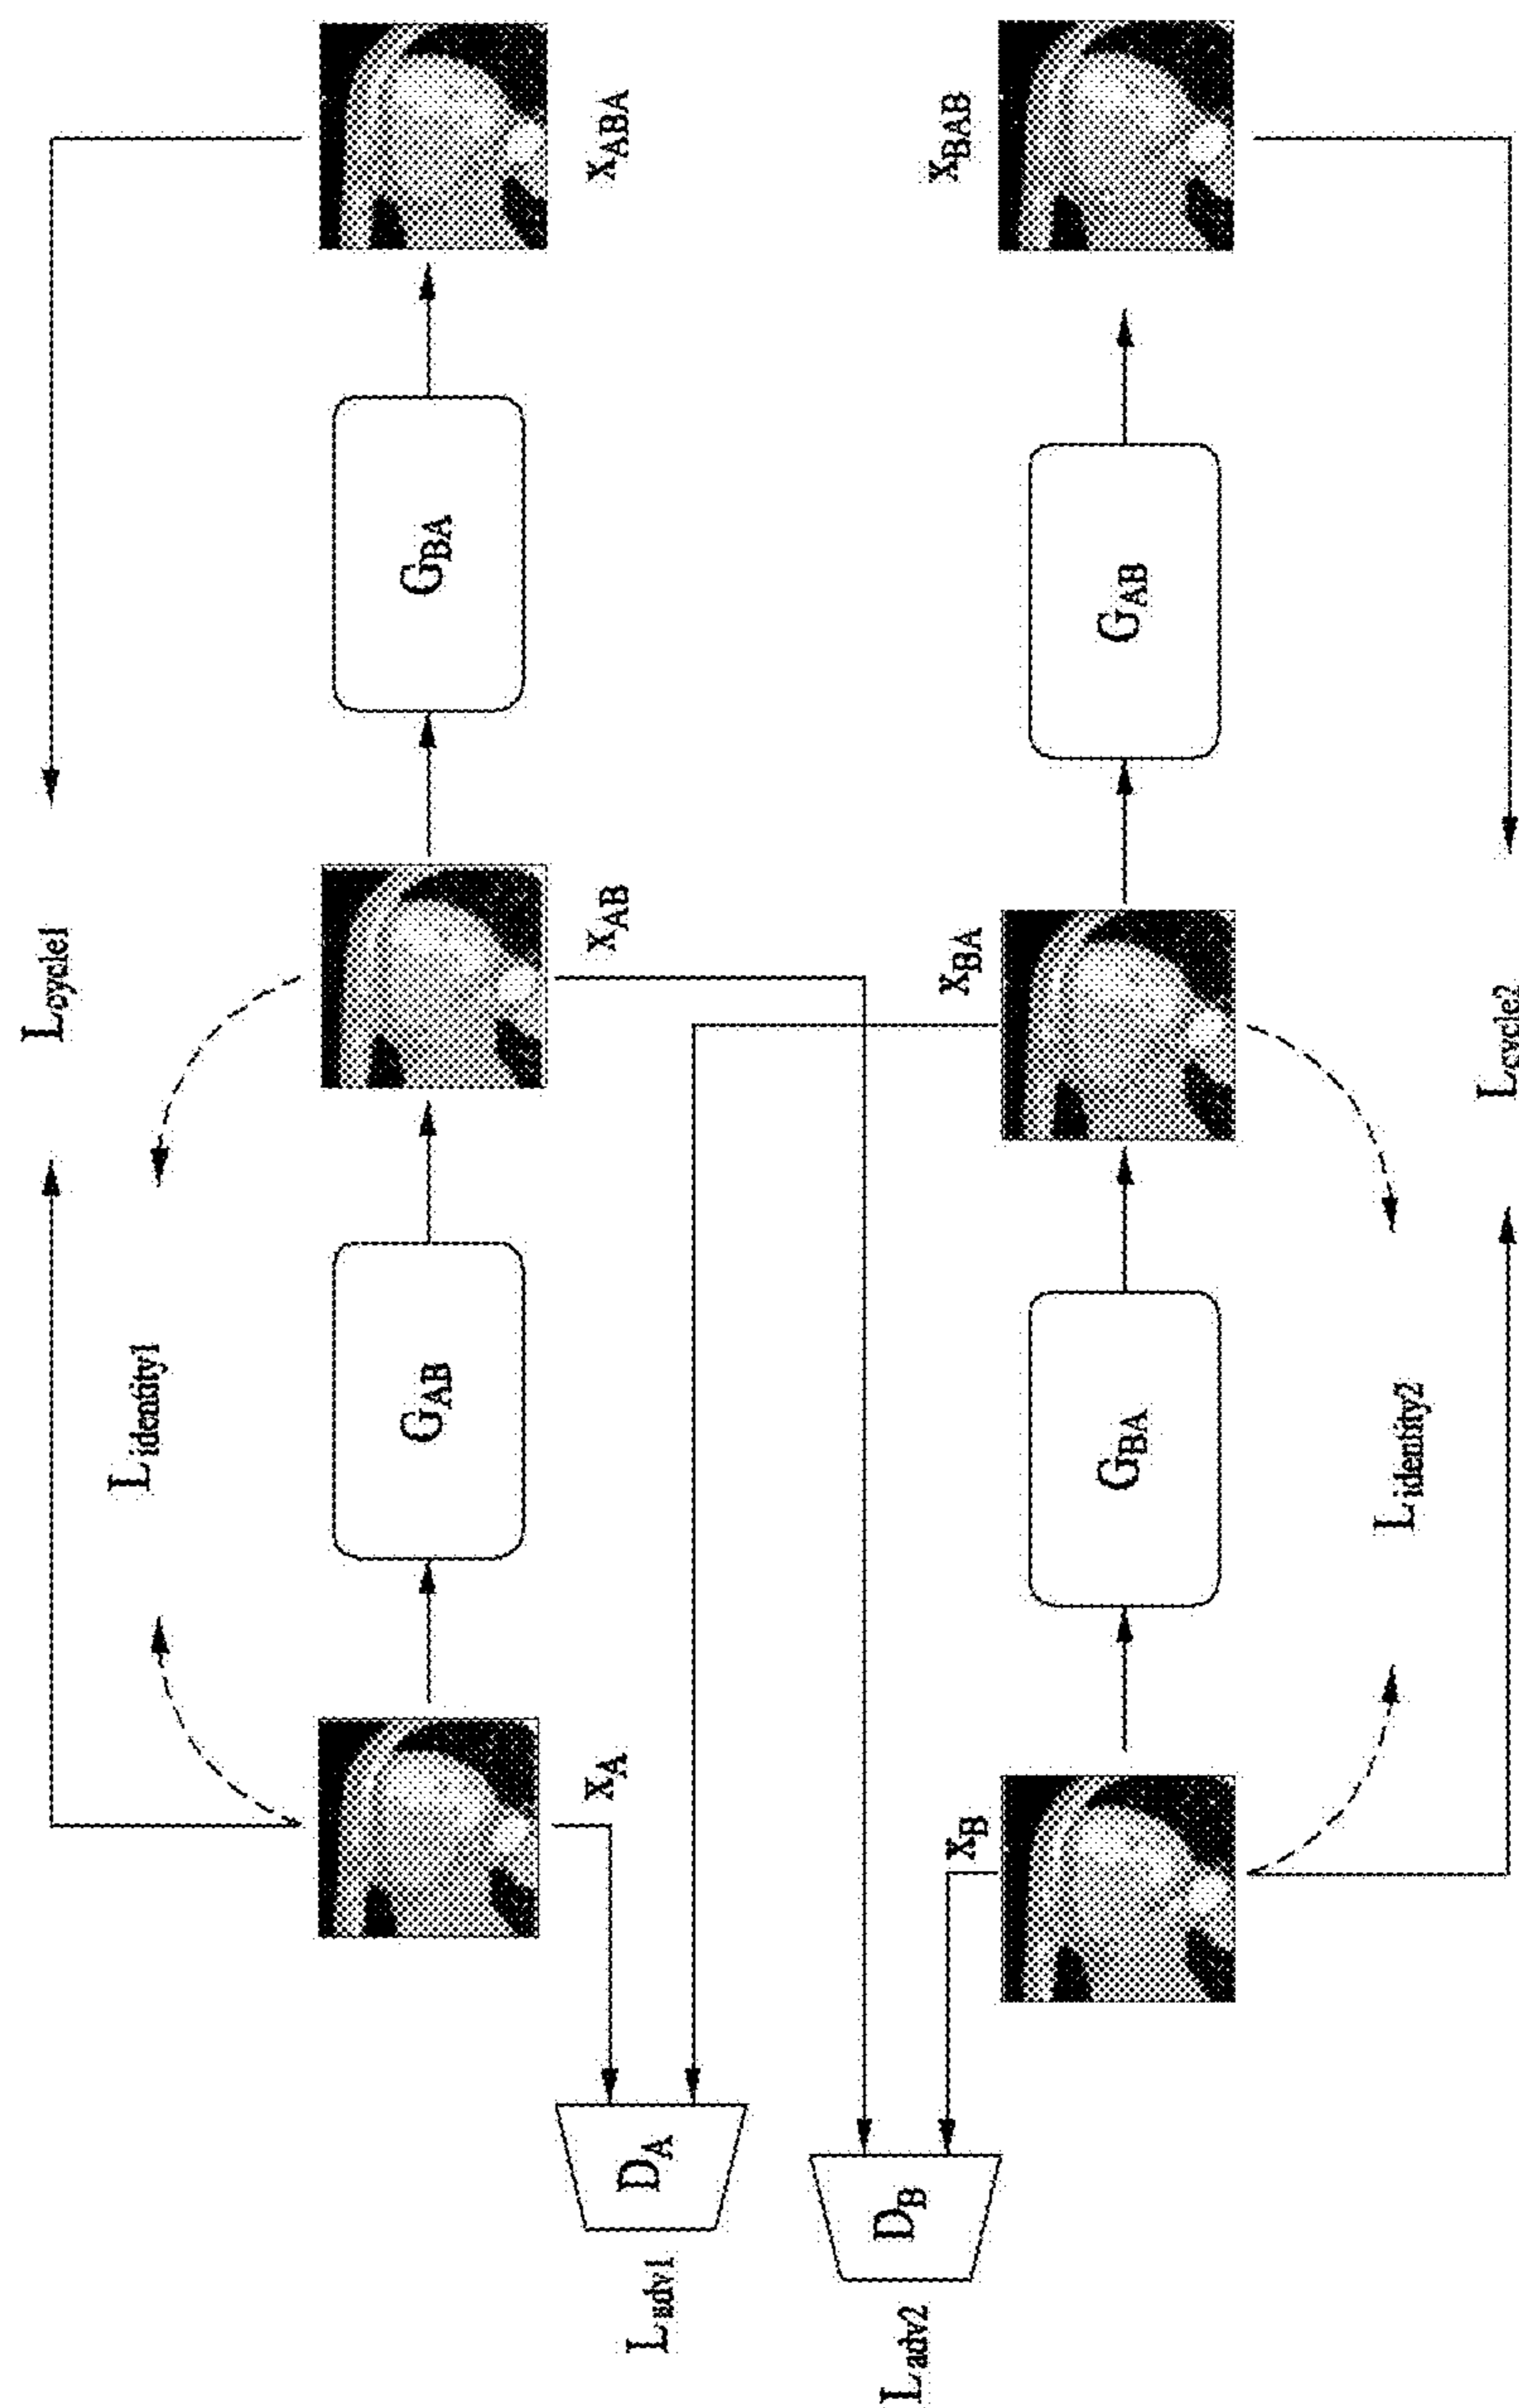 L_cycle1
L_identity1
x_A
G_AB
x_AB
G_BA
x_ABA
L_adv1
D_A
L_adv2
D_B
x_B
G_BA
x_BA
G_AB
x_BAB
L_identity2
L_cycle2